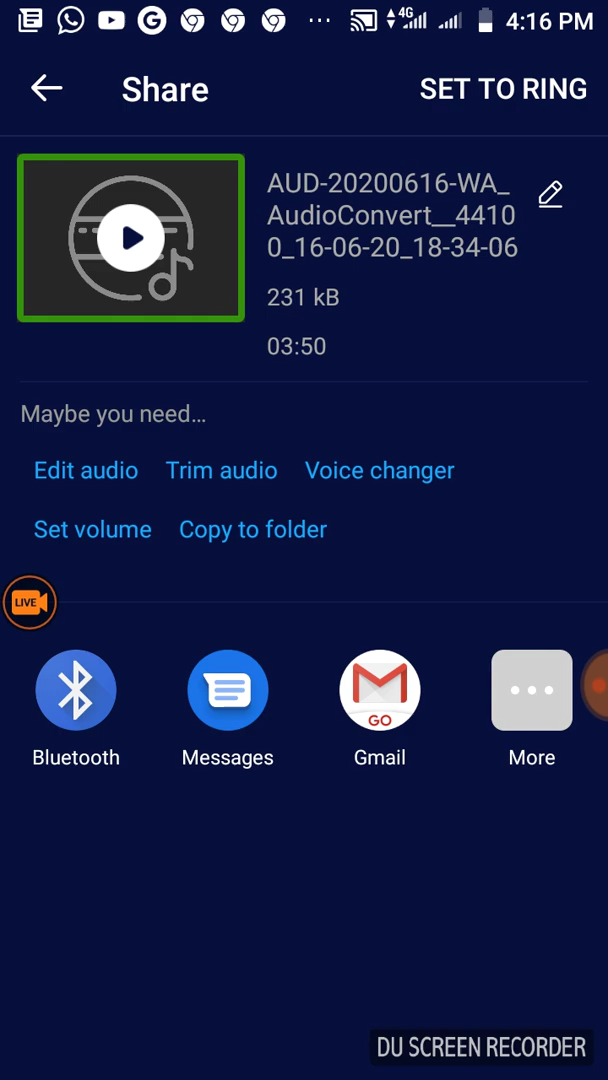 4G 4:16 PM
Share SET TO RING
AUD-20200616-WA_
AudioConvert__4410
0_16-06-20_18-34-06
231 kB
03:50
Maybe you need...
Edit audio Trim audio Voice changer
Set volume Copy to folder
LIVE
GO
Bluetooth Messages Gmail More
DU SCREEN RECORDER